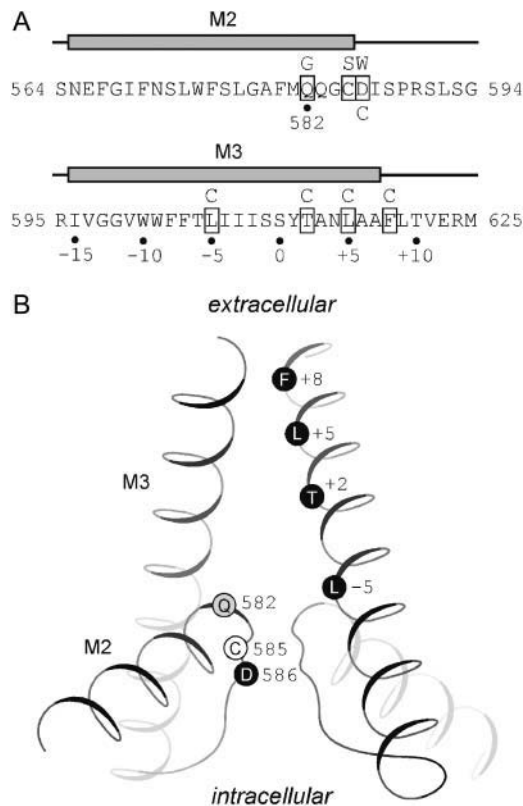 A
M2
G SW
564 SNEFGIFNSLWFSLGAFMQQGCDISPRSLSG 594
582 C
M3
C C C C
595 RIVGGVWWFFTLIIISSYTANLAAFLTVERM 625
-15 -10 -5 0 +5 +10
B
extracellular
F +8
L +5
M3
T +2
L -5
Q 582
M2
C 585
D 586
intracellular